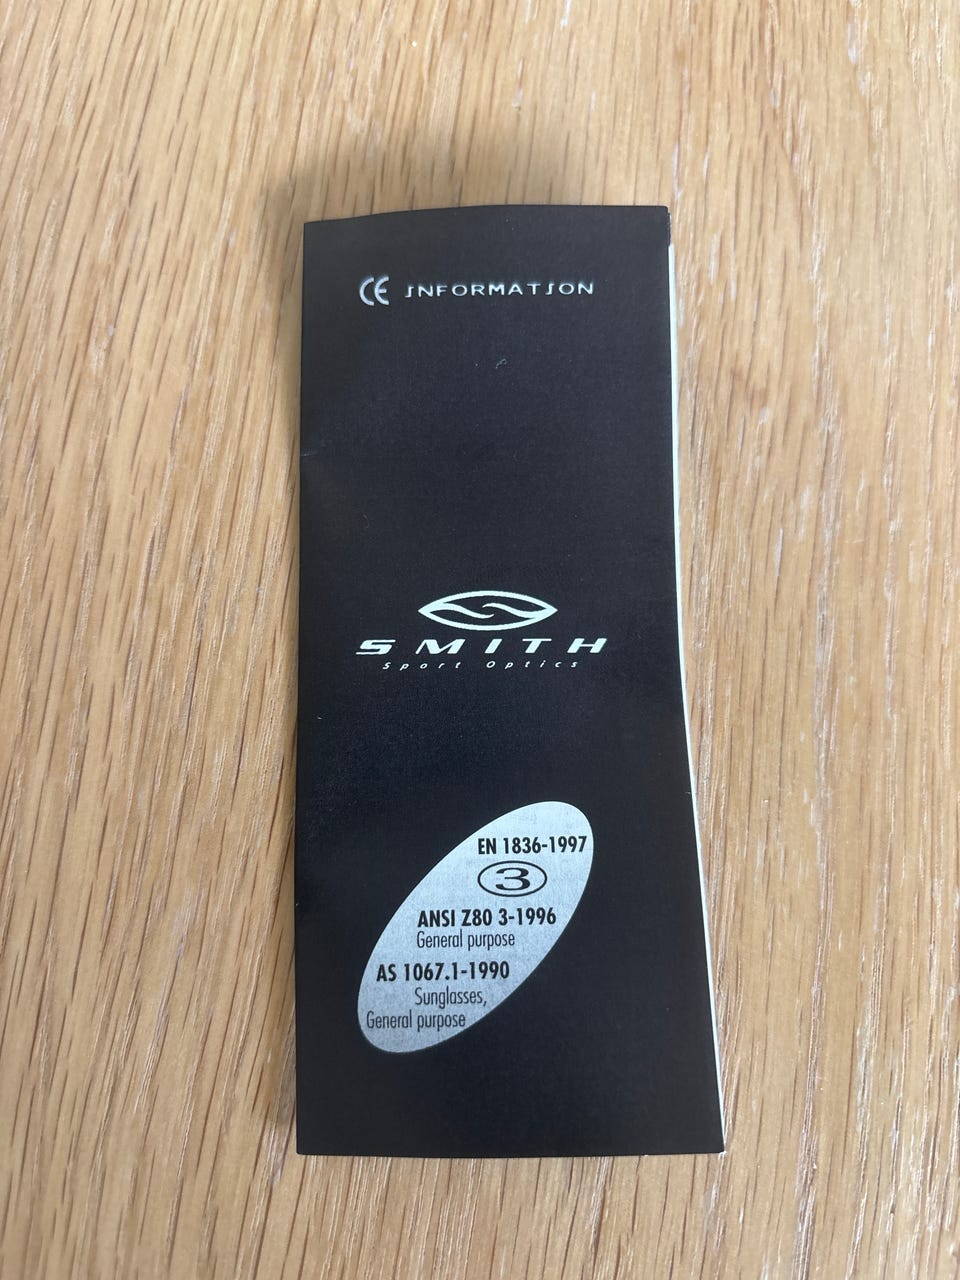 CE INFORMATION
SMITH
Sport Optics
EN 1836-1997
3
ANSI Z80 3-1996
General purpose
AS 1067.1-1990
Sunglasses,
General purpose